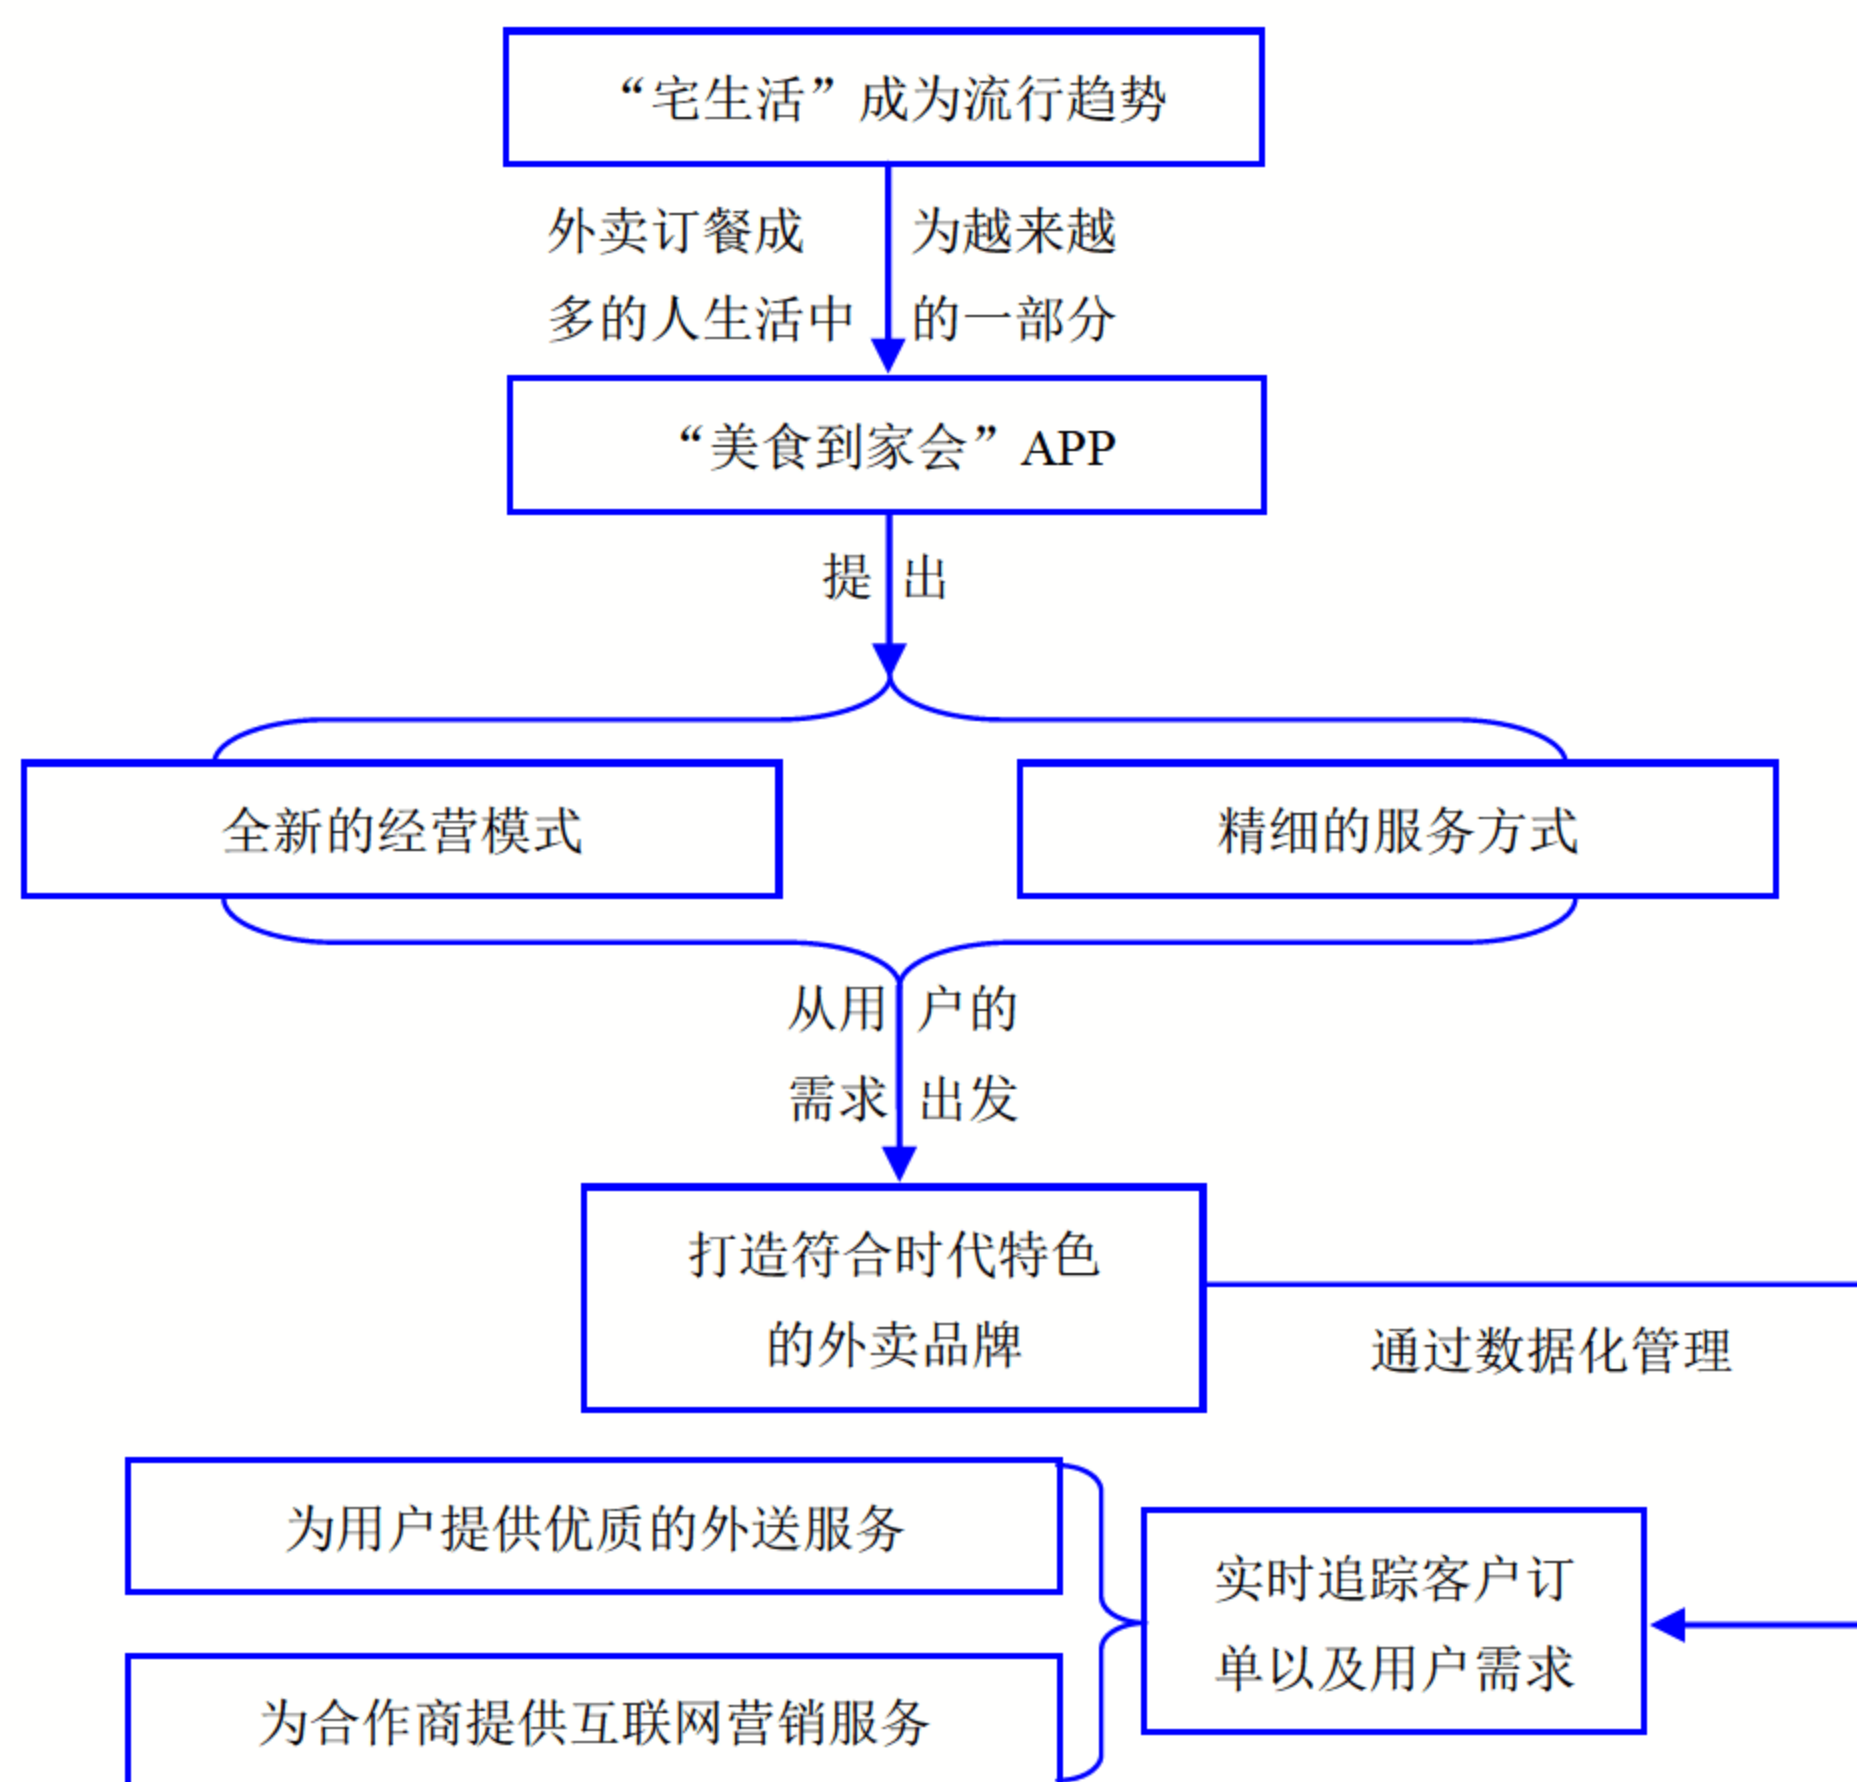 “宅生活”成为流行趋势
外卖订餐成为越来越
多的人生活中的一部分
“美食到家会”APP
提出
全新的经营模式
精细的服务方式
从用户的
需求出发
打造符合时代特色
的外卖品牌
通过数据化管理
为用户提供优质的外送服务
实时追踪客户订
单以及用户需求
为合作商提供互联网营销服务